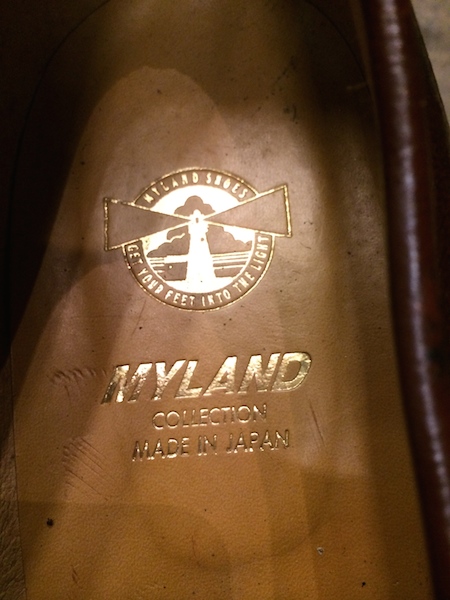 MYLAND SHOES
GET YOUR FEET INTO THE LIGHT
MYLAND
COLLECTION
MADE IN JAPAN